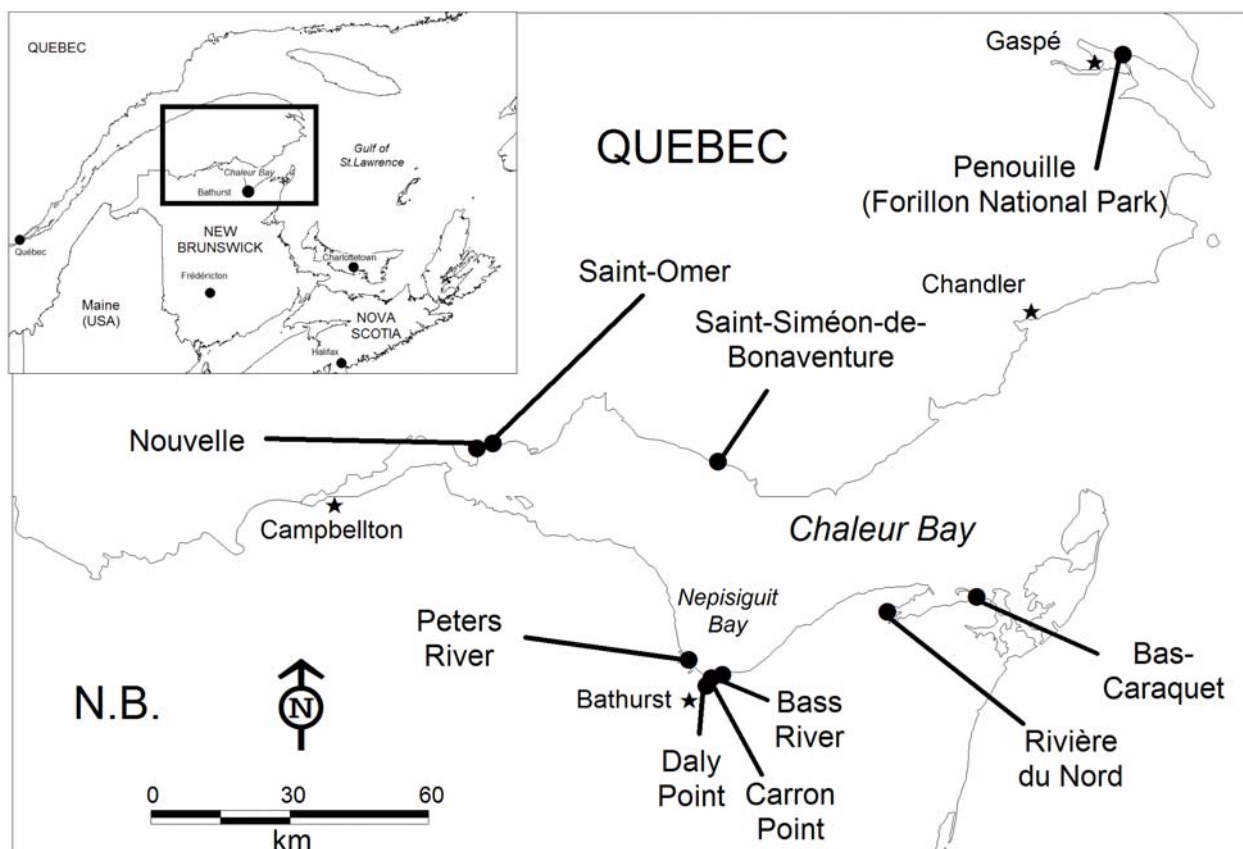 QUEBEC
Gulf of
St.Lawrence
Chaleur Bay
Bathurst
NEW
BRUNSWICK
Québec
Charlottetown
Frédéricton
Maine
(USA)
NOVA
SCOTIA
Halifax
Gaspé
QUEBEC
Penouille
(Forillon National Park)
Saint-Omer
Chandler
Saint-Siméon-de-
Bonaventure
Nouvelle
Campbellton
Chaleur Bay
Nepisiguit
Bay
Peters
River
Bathurst
Bass
River
Bas-
Caraquet
N.B.
N
Daly
Point
Carron
Point
Rivière
du Nord
0 30 60
km